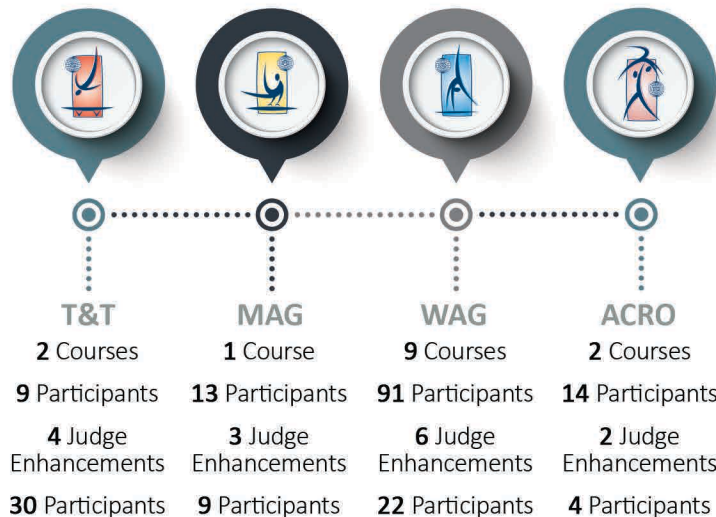 T&T
2 Courses
9 Participants
4 Judge
Enhancements
30 Participants
MAG
1 Course
13 Participants
3 Judge
Enhancements
9 Participants
WAG
9 Courses
91 Participants
6 Judge
Enhancements
22 Participants
ACRO
2 Courses
14 Participants
2 Judge
Enhancements
4 Participants